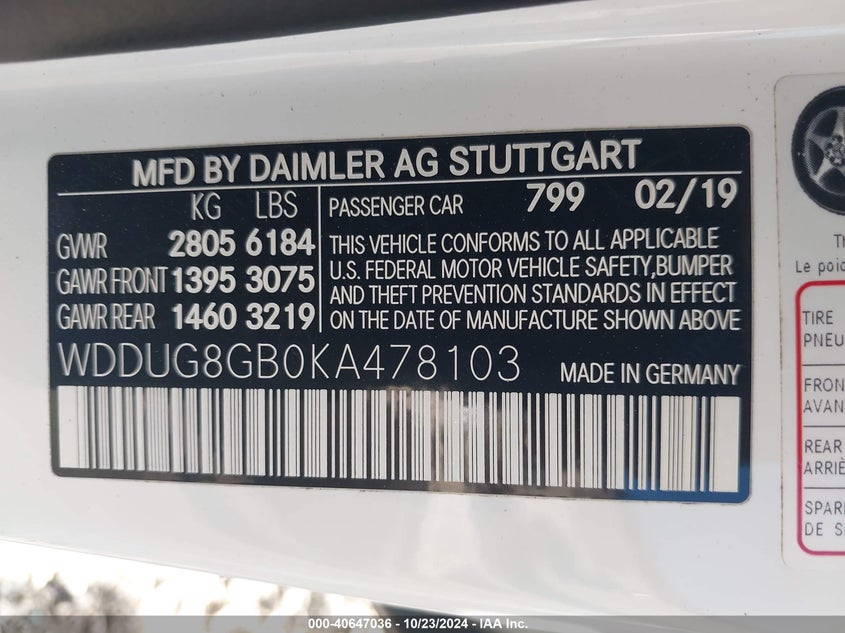 MFD BY DAIMLER AG STUTTGART
KG LBS
GVWR 2805 6184
GAWR FRONT 1395 3075
GAWR REAR 1460 3219
PASSENGER CAR 799 02/19
THIS VEHICLE CONFORMS TO ALL APPLICABLE
U.S. FEDERAL MOTOR VEHICLE SAFETY, BUMPER
AND THEFT PREVENTION STANDARDS IN EFFECT
ON THE DATE OF MANUFACTURE SHOWN ABOVE
WDDUG8GB0KA478103 MADE IN GERMANY
Th
Le poid
TIRE
PNEU
FRON
AVAN
REAR
ARRIÈ
SPAR
DE S
000-40647036 - 10/23/2024 - IAA Inc.